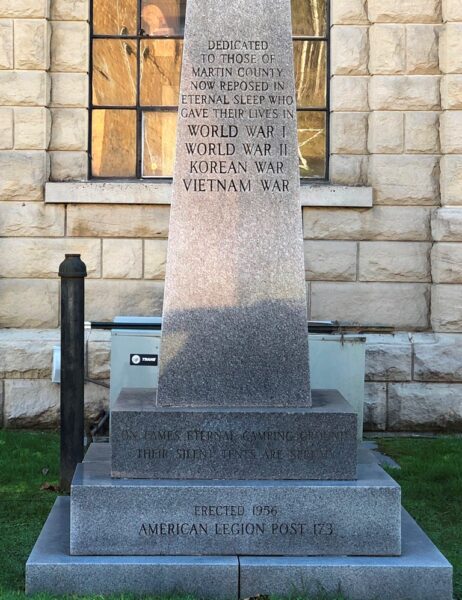 DEDICATED
TO THOSE OF
MARTIN COUNTY
NOW REPOSED IN
ETERNAL SLEEP WHO
GAVE THEIR LIVES IN
WORLD WAR I
WORLD WAR II
KOREAN WAR
VIETNAM WAR
TRANE
ON FAMES ETERNAL CAMPING GROUND
THEIR SILENT TENTS ARE SPREAD
ERECTED 1956
AMERICAN LEGION POST 173